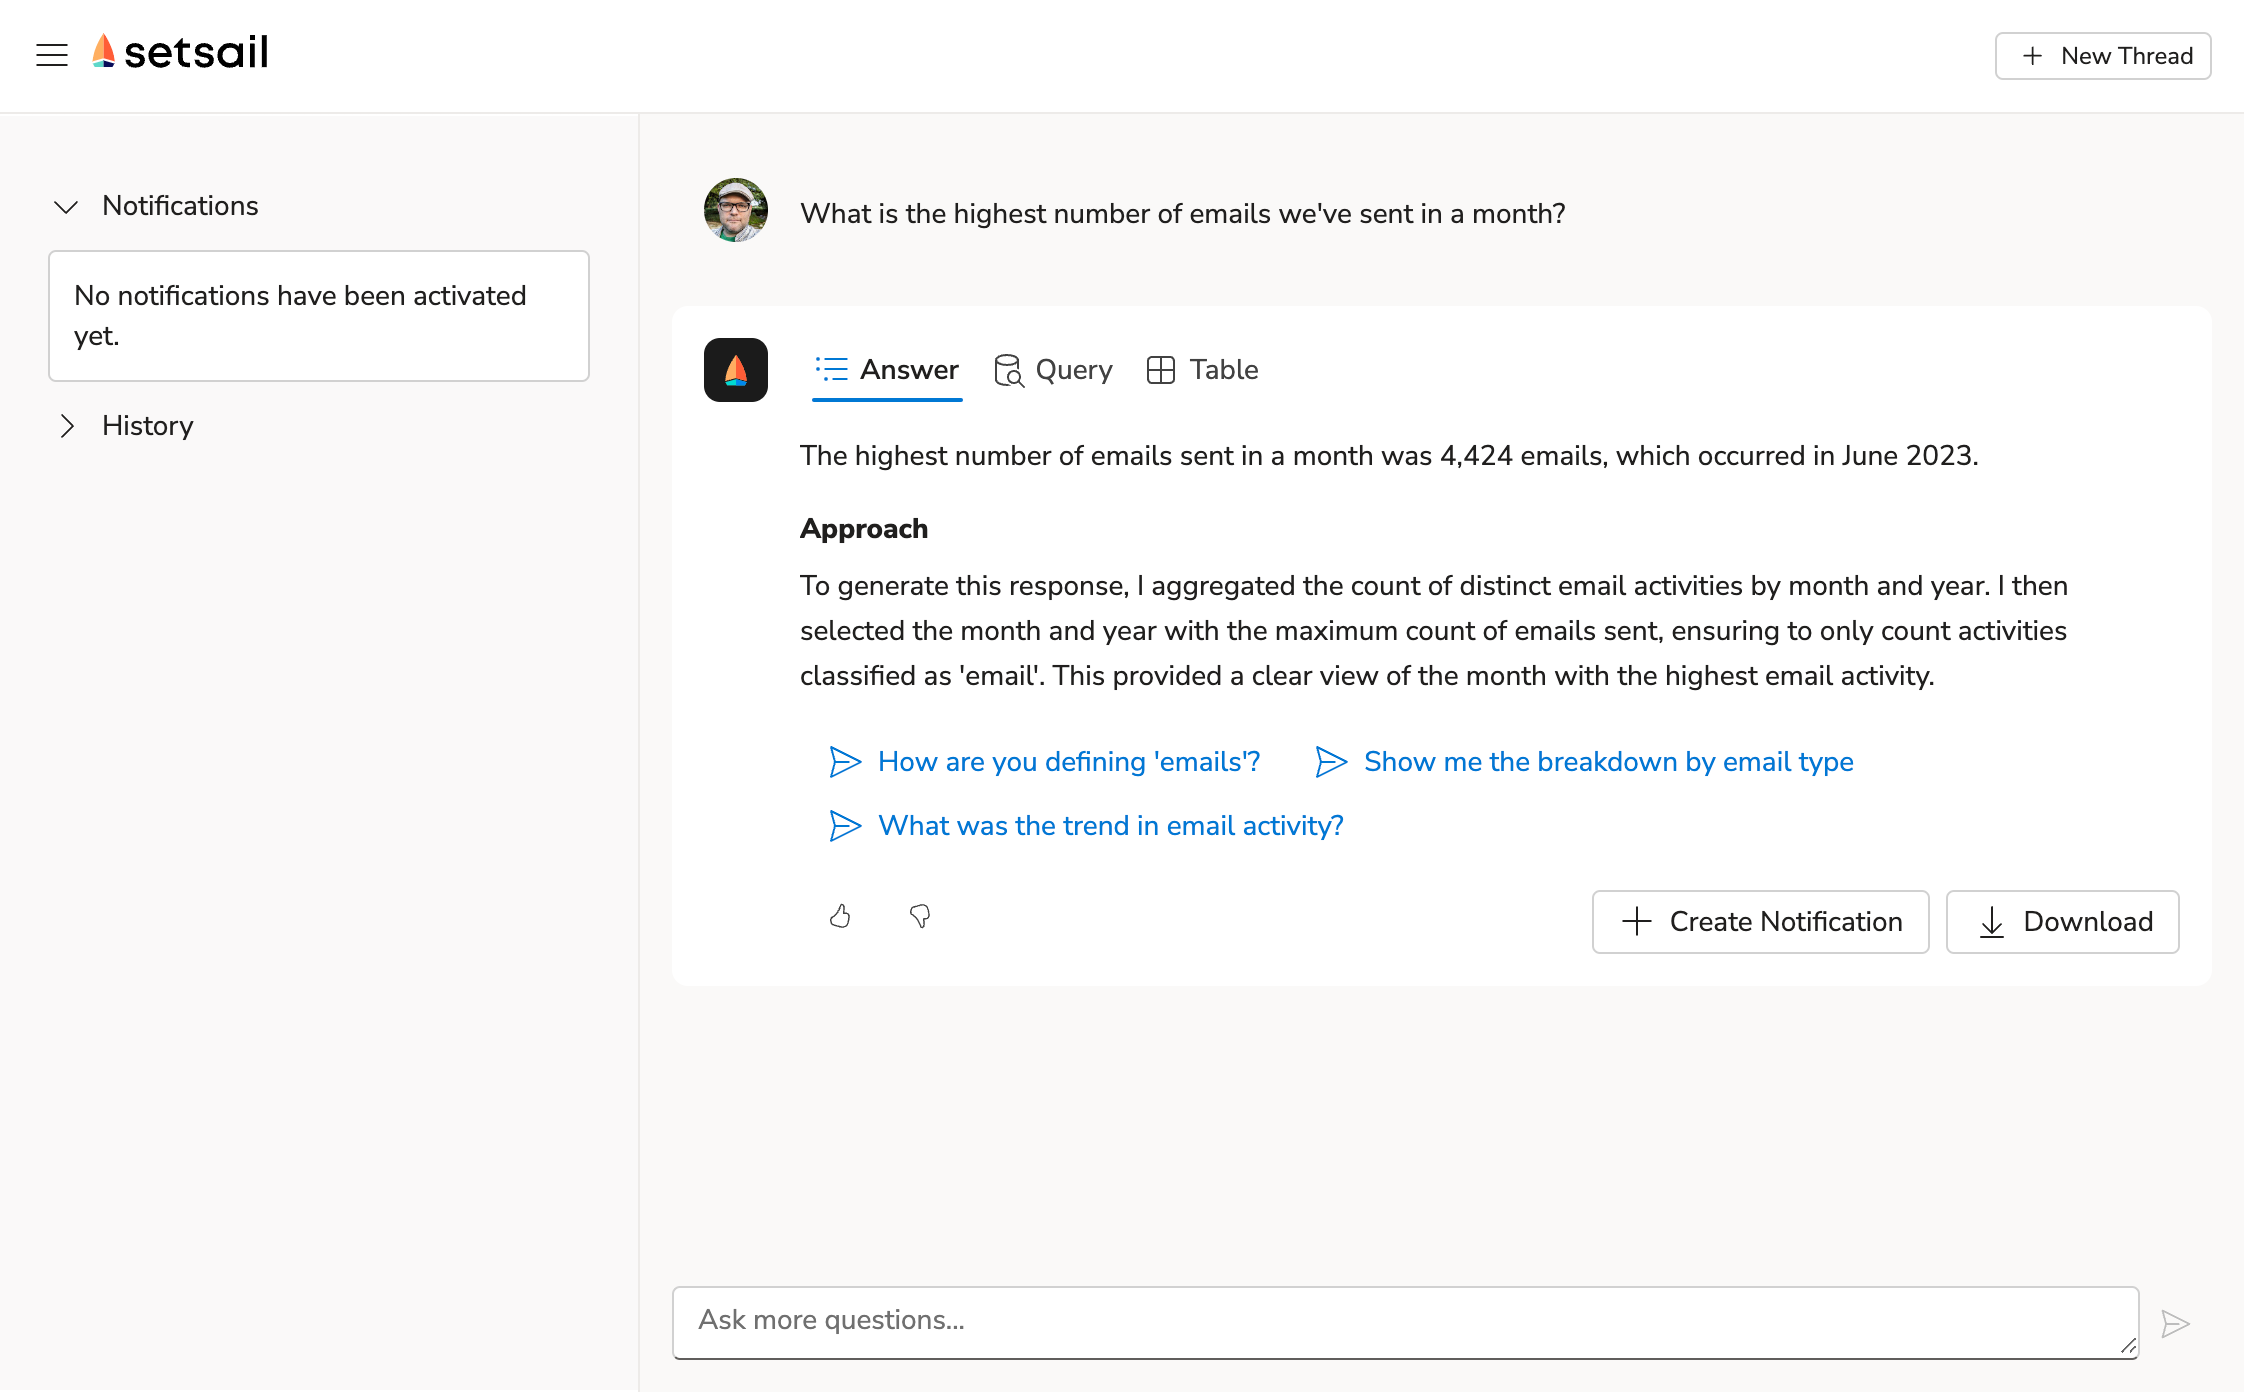 setsail
New Thread
Notifications
No notifications have been activated
yet.
History
What is the highest number of emails we've sent in a month?
Answer Query Table
The highest number of emails sent in a month was 4,424 emails, which occurred in June 2023.
Approach
To generate this response, I aggregated the count of distinct email activities by month and year. I then
selected the month and year with the maximum count of emails sent, ensuring to only count activities
classified as 'email'. This provided a clear view of the month with the highest email activity.
How are you defining 'emails'? Show me the breakdown by email type
What was the trend in email activity?
Create Notification Download
Ask more questions...